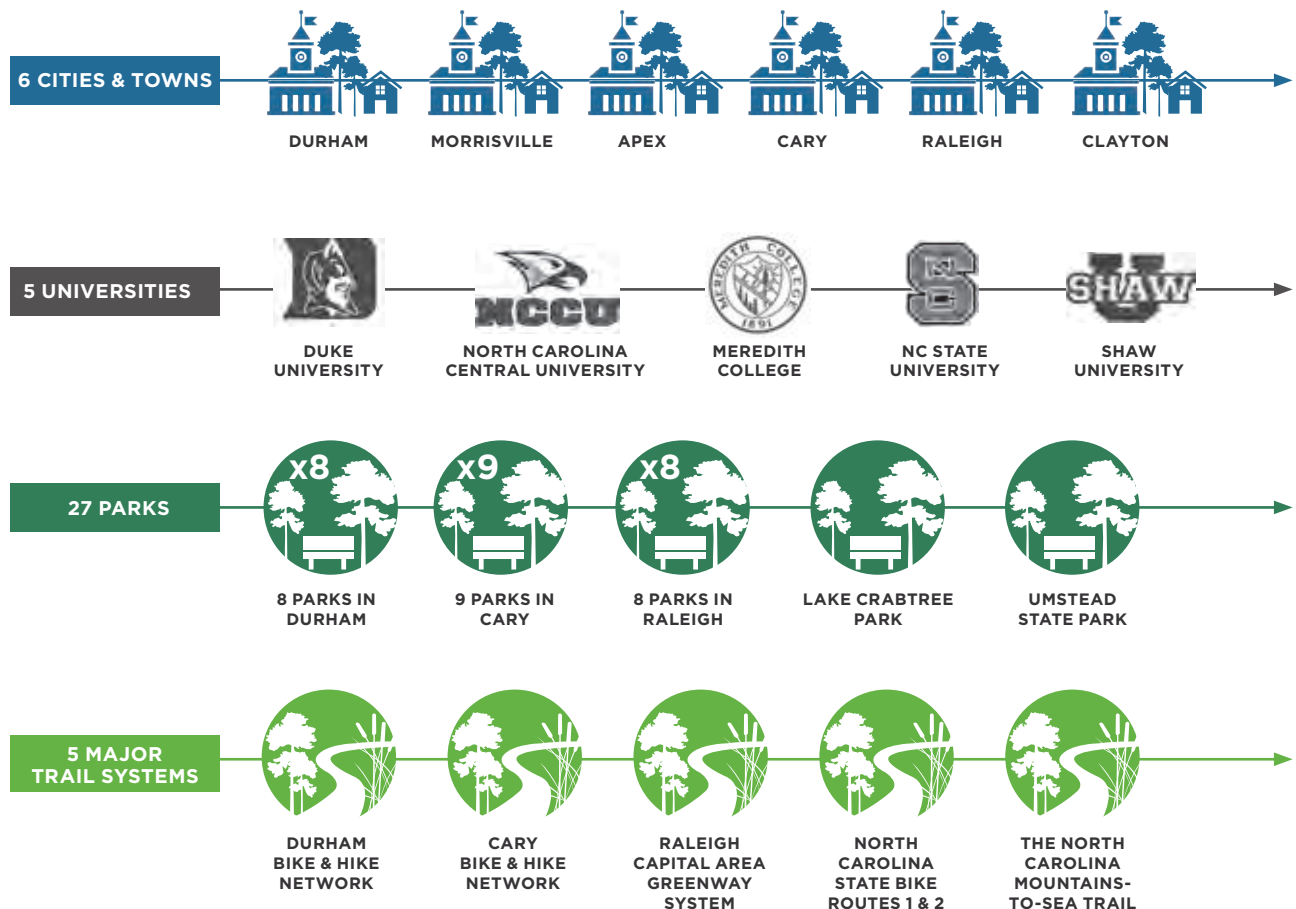 6 CITIES & TOWNS
DURHAM
MORRISVILLE
APEX
CARY
RALEIGH
CLAYTON
5 UNIVERSITIES
D
NCCU
MEREDITH COLLEGE
1891
S
SHAW
U
DUKE
UNIVERSITY
NORTH CAROLINA
CENTRAL UNIVERSITY
MEREDITH
COLLEGE
NC STATE
UNIVERSITY
SHAW
UNIVERSITY
27 PARKS
x8
x9
x8
8 PARKS IN
DURHAM
9 PARKS IN
CARY
8 PARKS IN
RALEIGH
LAKE CRABTREE
PARK
UMSTEAD
STATE PARK
5 MAJOR
TRAIL SYSTEMS
DURHAM
BIKE & HIKE
NETWORK
CARY
BIKE & HIKE
NETWORK
RALEIGH
CAPITAL AREA
GREENWAY
SYSTEM
NORTH
CAROLINA
STATE BIKE
ROUTES 1 & 2
THE NORTH
CAROLINA
MOUNTAINS-
TO-SEA TRAIL